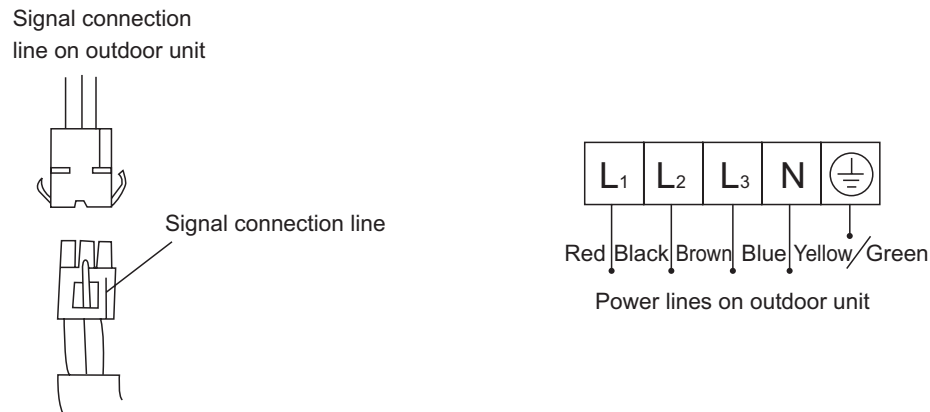 Signal connection
line on outdoor unit
Signal connection line
L1 L2 L3 N
Red Black Brown Blue Yellow/Green
Power lines on outdoor unit